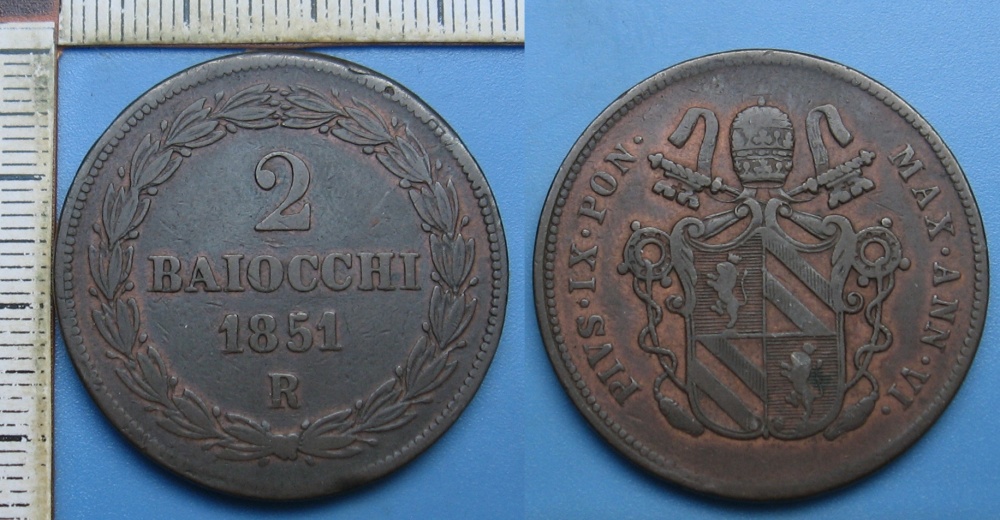 2
BAIOCCHI
1851
R
PIVS·IX·PON· MAX·ANN·VI·